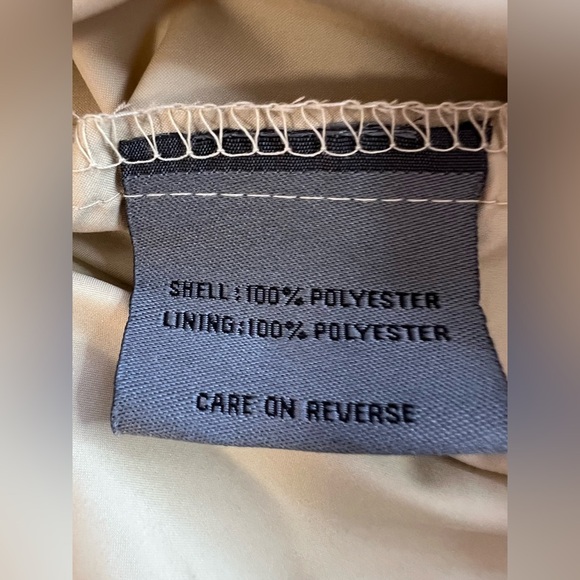 SHELL:100% POLYESTER
LINING:100% POLYESTER
CARE ON REVERSE